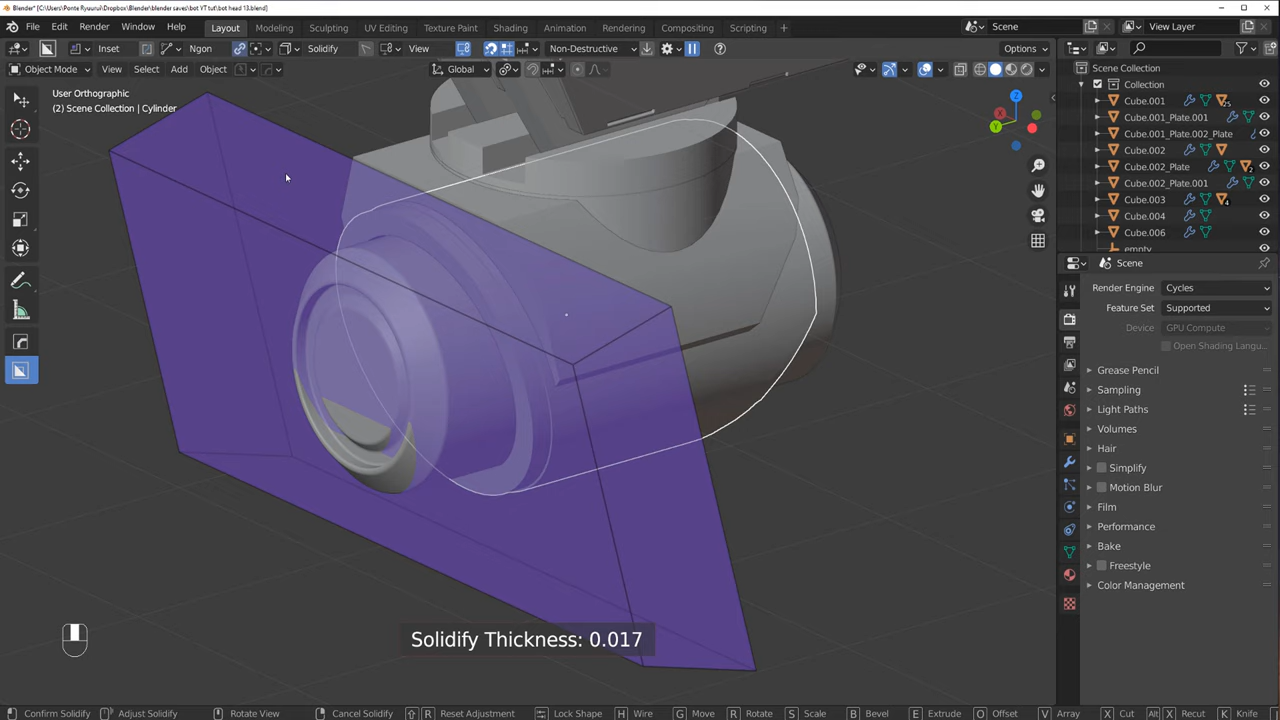 Blender* [C:\Users\Ponte Ryuurui\Dropbox\Blender\blender saves\bot YT tut\bot head 13.blend]
File Edit Render Window Help Layout Modeling Sculpting UV Editing Texture Paint Shading Animation Rendering Compositing Scripting + Scene View Layer
Inset Ngon Solidify View Non-Destructive Options
Object Mode View Select Add Object Global
User Orthographic
(2) Scene Collection | Cylinder
Z
Y
Scene Collection
Collection
Cube.001 25
Cube.001_Plate.001
Cube.001_Plate.002_Plate
Cube.002
Cube.002_Plate 2
Cube.002_Plate.001
Cube.003 4
Cube.004
Cube.006
empty
Scene
Render Engine Cycles
Feature Set Supported
Device GPU Compute
Open Shading Langu...
Grease Pencil
Sampling
Light Paths
Volumes
Hair
Simplify
Motion Blur
Film
Performance
Bake
Freestyle
Color Management
Solidify Thickness: 0.017
Confirm Solidify Adjust Solidify Rotate View Cancel Solidify R Reset Adjustment Lock Shape H Wire G Move R Rotate S Scale B Bevel E Extrude O Offset V Array X Cut Alt X Recut K Knife